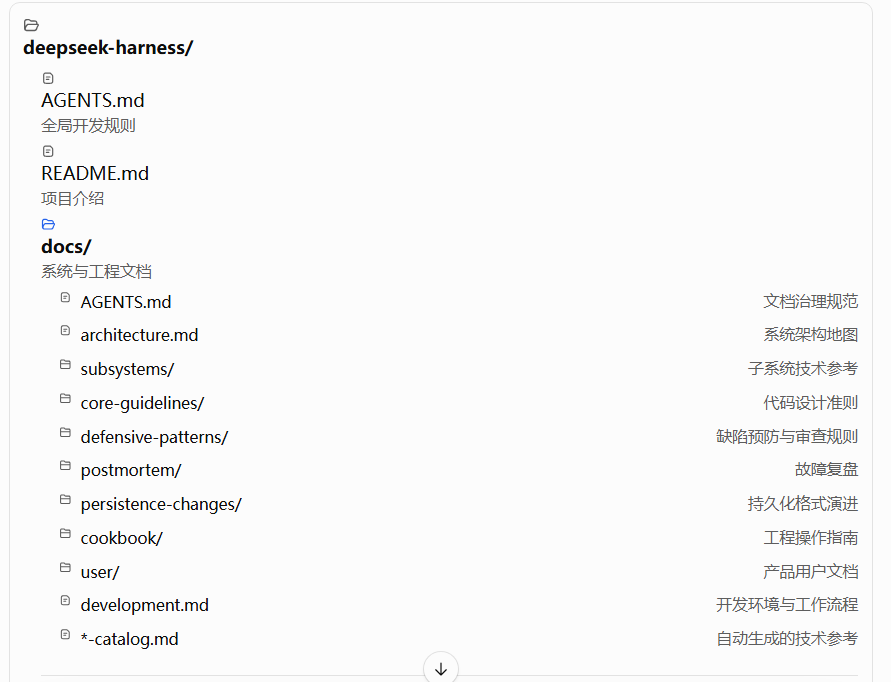 deepseek-harness/
AGENTS.md
全局开发规则
README.md
项目介绍
docs/
系统与工程文档
AGENTS.md 文档治理规范
architecture.md 系统架构地图
subsystems/ 子系统技术参考
core-guidelines/ 代码设计准则
defensive-patterns/ 缺陷预防与审查规则
postmortem/ 故障复盘
persistence-changes/ 持久化格式演进
cookbook/ 工程操作指南
user/ 产品用户文档
development.md 开发环境与工作流程
*-catalog.md 自动生成的技术参考